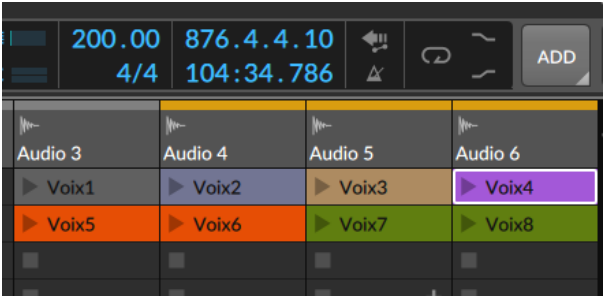 200.00 876.4.4.10
4/4 104:34.786
ADD
Audio 3 Audio 4 Audio 5 Audio 6
Voix1 Voix2 Voix3 Voix4
Voix5 Voix6 Voix7 Voix8